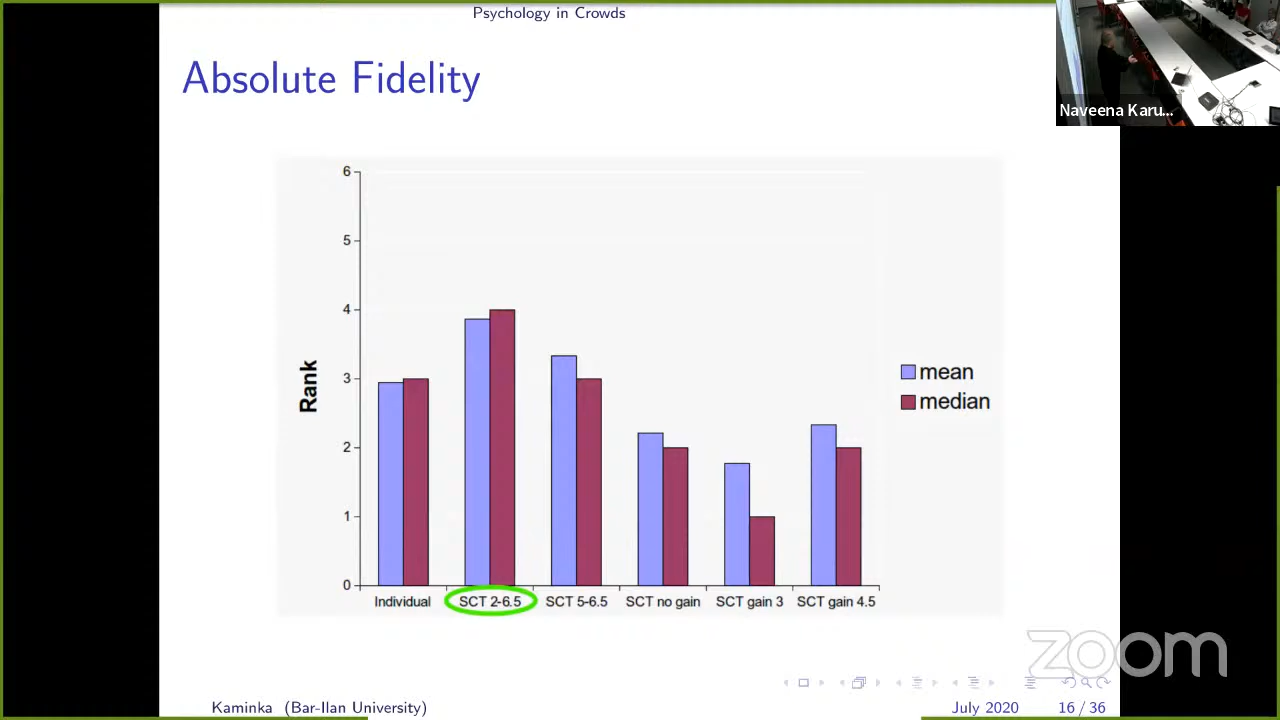 Psychology in Crowds
Absolute Fidelity
Naveena Karu...
6
5
4
3
2
1
0
Rank
mean
median
Individual
SCT 2-6.5
SCT 5-6.5
SCT no gain
SCT gain 3
SCT gain 4.5
zoom
Kaminka (Bar-Ilan University)
July 2020
16 / 36